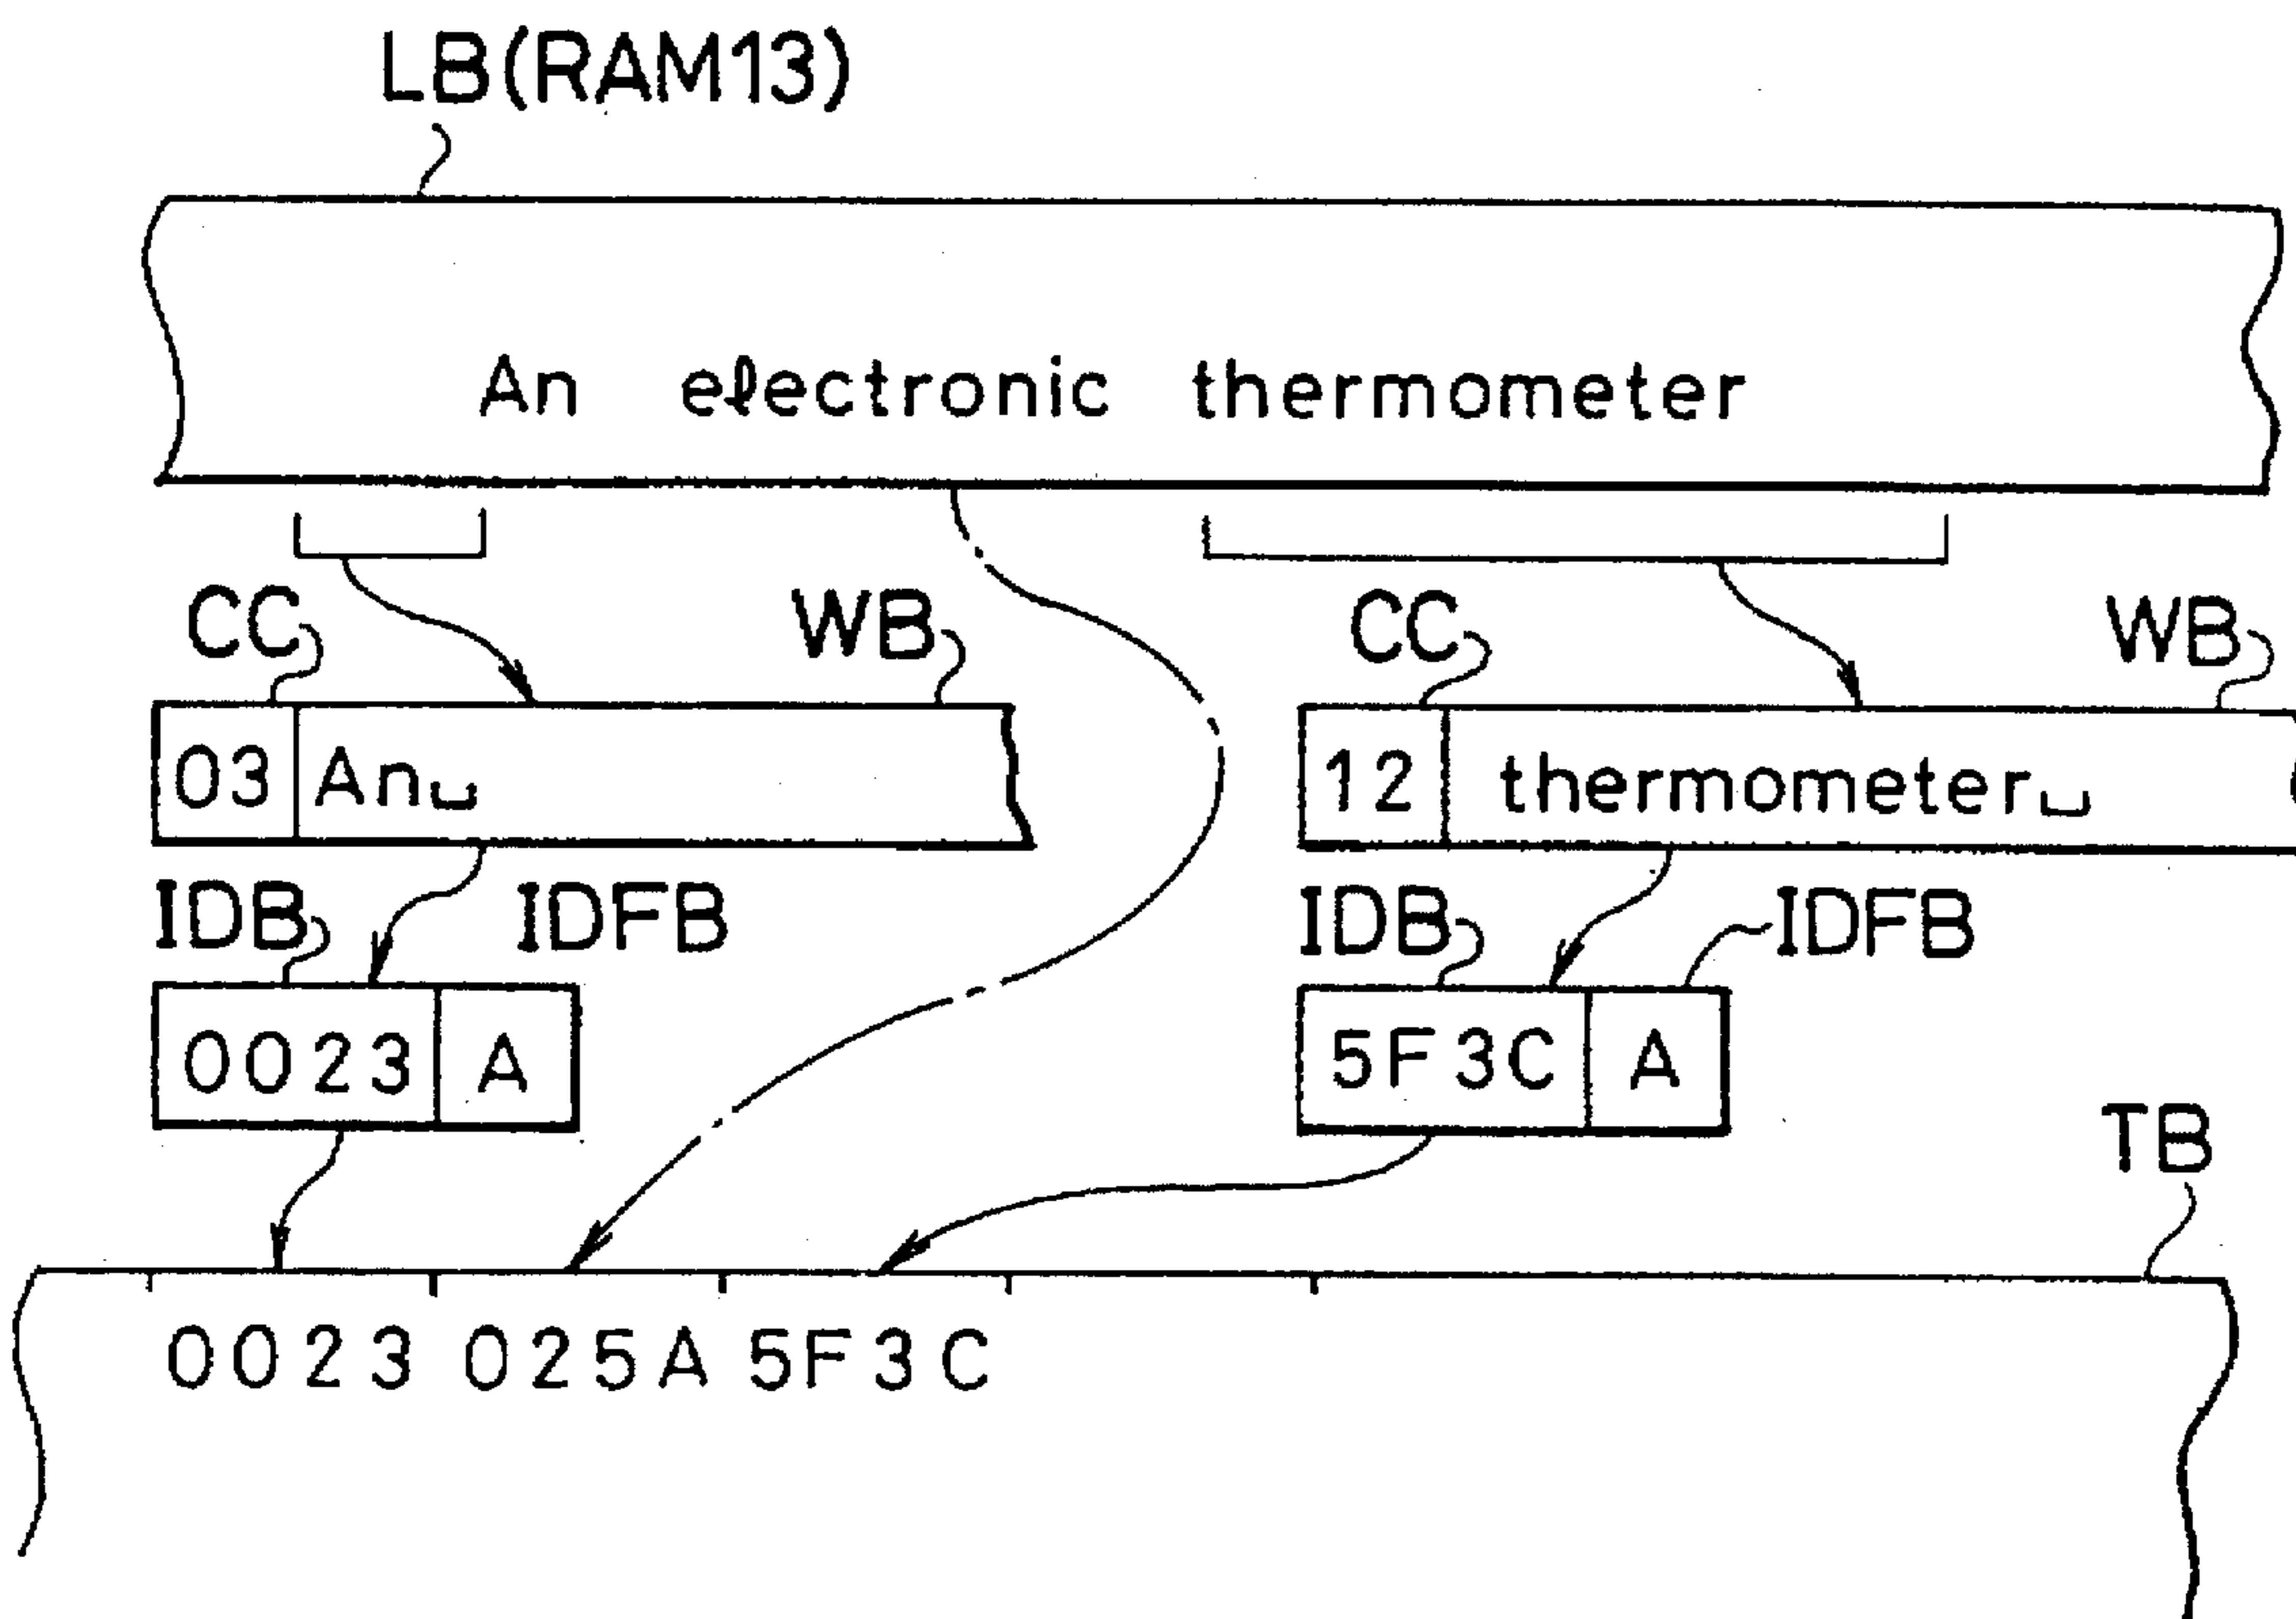 LB(RAM13)
An electronic thermometer
CC WB CC WB
03 An␣ 12 thermometer␣
IDB IDFB IDB IDFB
0023 A 5F3C A
TB
0023 025A 5F3C